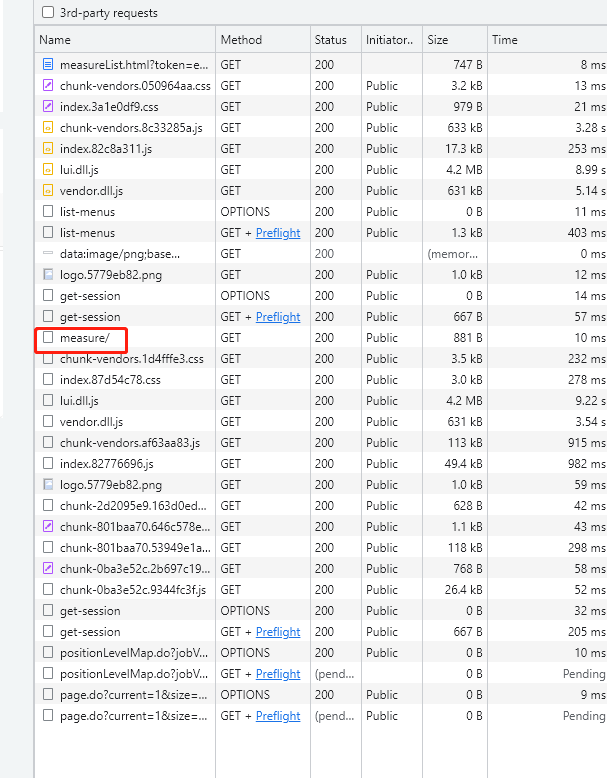 3rd-party requests
Name Method Status Initiator.. Size Time
measureList.html?token=e... GET 200 747 B 8 ms
chunk-vendors.050964aa.css GET 200 Public 3.2 kB 13 ms
index.3a1e0df9.css GET 200 Public 979 B 21 ms
chunk-vendors.8c33285a.js GET 200 Public 633 kB 3.28 s
index.82c8a311.js GET 200 Public 17.3 kB 253 ms
lui.dll.js GET 200 Public 4.2 MB 8.99 s
vendor.dll.js GET 200 Public 631 kB 5.14 s
list-menus OPTIONS 200 Public 0 B 11 ms
list-menus GET + Preflight 200 Public 1.3 kB 403 ms
data:image/png;base... GET 200 (memor... 0 ms
logo.5779eb82.png GET 200 Public 1.0 kB 12 ms
get-session OPTIONS 200 Public 0 B 14 ms
get-session GET + Preflight 200 Public 667 B 57 ms
measure/ GET 200 Public 881 B 10 ms
chunk-vendors.1d4fffe3.css GET 200 Public 3.5 kB 232 ms
index.87d54c78.css GET 200 Public 3.0 kB 278 ms
lui.dll.js GET 200 Public 4.2 MB 9.22 s
vendor.dll.js GET 200 Public 631 kB 3.54 s
chunk-vendors.af63aa83.js GET 200 Public 113 kB 915 ms
index.82776696.js GET 200 Public 49.4 kB 982 ms
logo.5779eb82.png GET 200 Public 1.0 kB 59 ms
chunk-2d2095e9.163d0ed... GET 200 Public 628 B 42 ms
chunk-801baa70.646c578e... GET 200 Public 1.1 kB 43 ms
chunk-801baa70.53949e1a... GET 200 Public 118 kB 298 ms
chunk-0ba3e52c.2b697c19... GET 200 Public 768 B 58 ms
chunk-0ba3e52c.9344fc3f.js GET 200 Public 26.4 kB 52 ms
get-session OPTIONS 200 Public 0 B 32 ms
get-session GET + Preflight 200 Public 667 B 205 ms
positionLevelMap.do?jobV... OPTIONS 200 Public 0 B 10 ms
positionLevelMap.do?jobV... GET + Preflight (pend... Public 0 B Pending
page.do?current=1&size=... OPTIONS 200 Public 0 B 9 ms
page.do?current=1&size=... GET + Preflight (pend... Public 0 B Pending